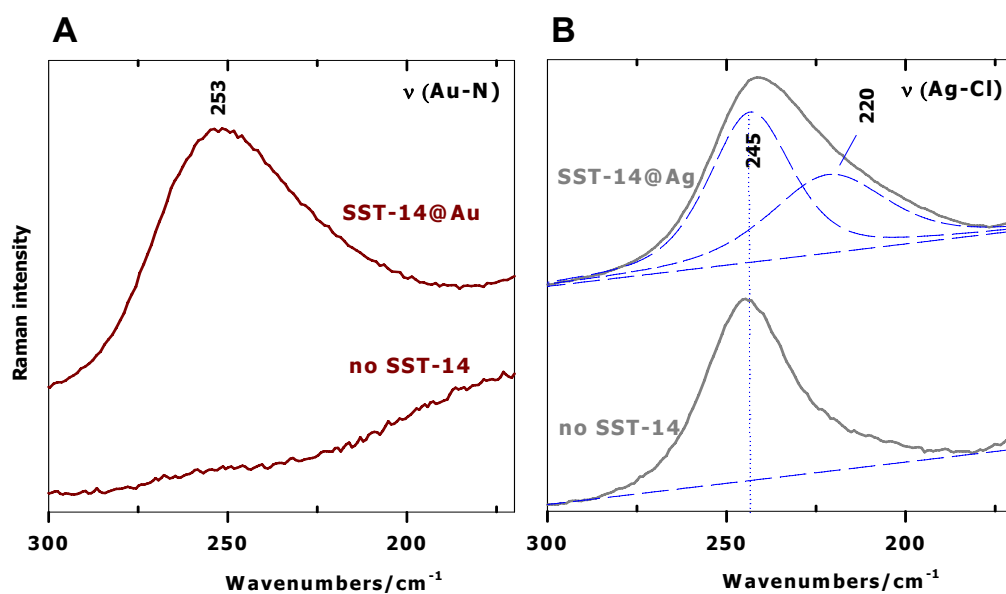 A
ν (Au-N)
253
SST-14@Au
no SST-14
Raman intensity
300
250
200
Wavenumbers/cm⁻¹
B
ν (Ag-Cl)
220
245
SST-14@Ag
no SST-14
300
250
200
Wavenumbers/cm⁻¹